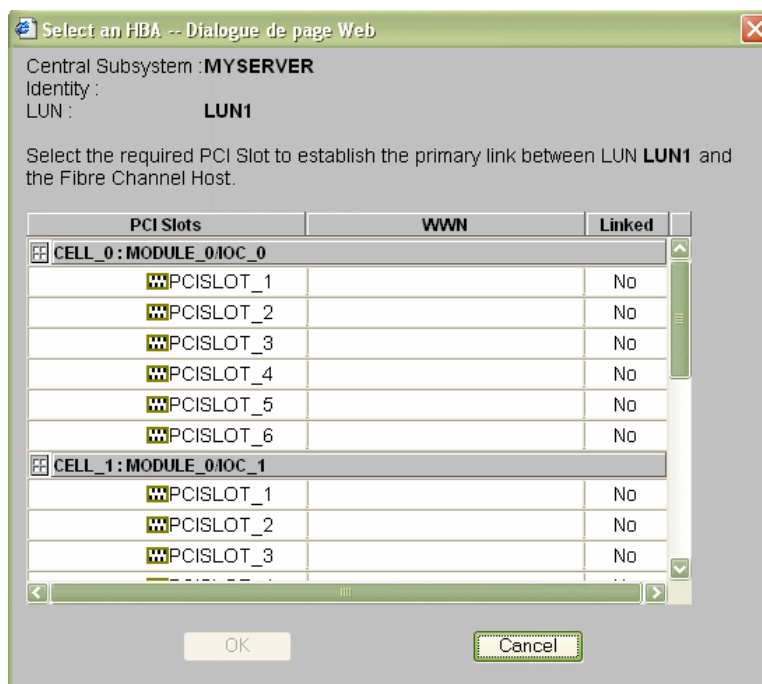 Select an HBA -- Dialogue de page Web
Central Subsystem : MYSERVER
Identity :
LUN : LUN1
Select the required PCI Slot to establish the primary link between LUN LUN1 and
the Fibre Channel Host.
PCI Slots WWN Linked
CELL_0 : MODULE_0/IOC_0
PCISLOT_1 No
PCISLOT_2 No
PCISLOT_3 No
PCISLOT_4 No
PCISLOT_5 No
PCISLOT_6 No
CELL_1 : MODULE_0/IOC_1
PCISLOT_1 No
PCISLOT_2 No
PCISLOT_3 No
OK Cancel